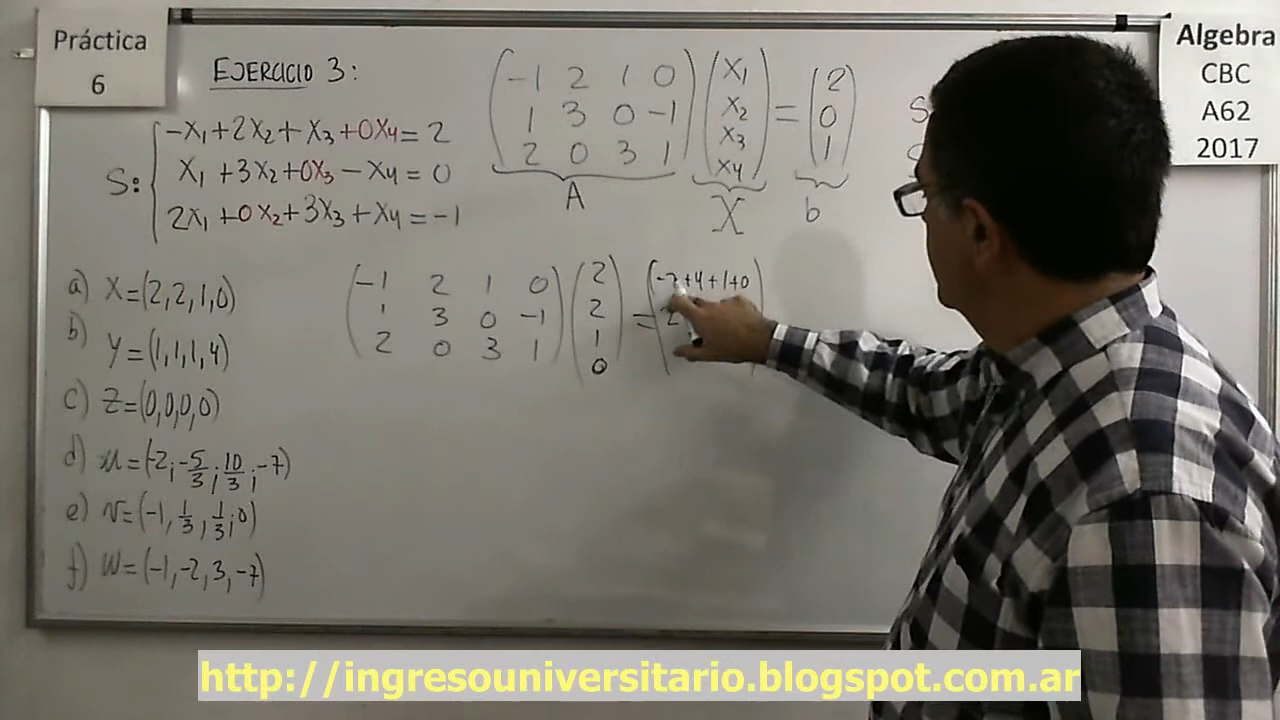 Práctica
6
EJERCICIO 3:
S:
-x1+2x2+x3+0x4=2
x1+3x2+0x3-x4=0
2x1+0x2+3x3+x4=-1
-1 2 1 0
1 3 0 -1
2 0 3 1
A
x1
x2
x3
x4
X
=
2
0
1
b
Algebra
CBC
A62
2017
a) X=(2,2,1,0)
b) Y=(1,1,1,4)
c) Z=(0,0,0,0)
d) u=(-2;-5/3;10/3;-7)
e) v=(-1,1/3,1/3;0)
f) W=(-1,-2,3,-7)
-1 2 1 0
1 3 0 -1
2 0 3 1
2
2
1
0
=
-2+4+1+0
2
http://ingresouniversitario.blogspot.com.ar